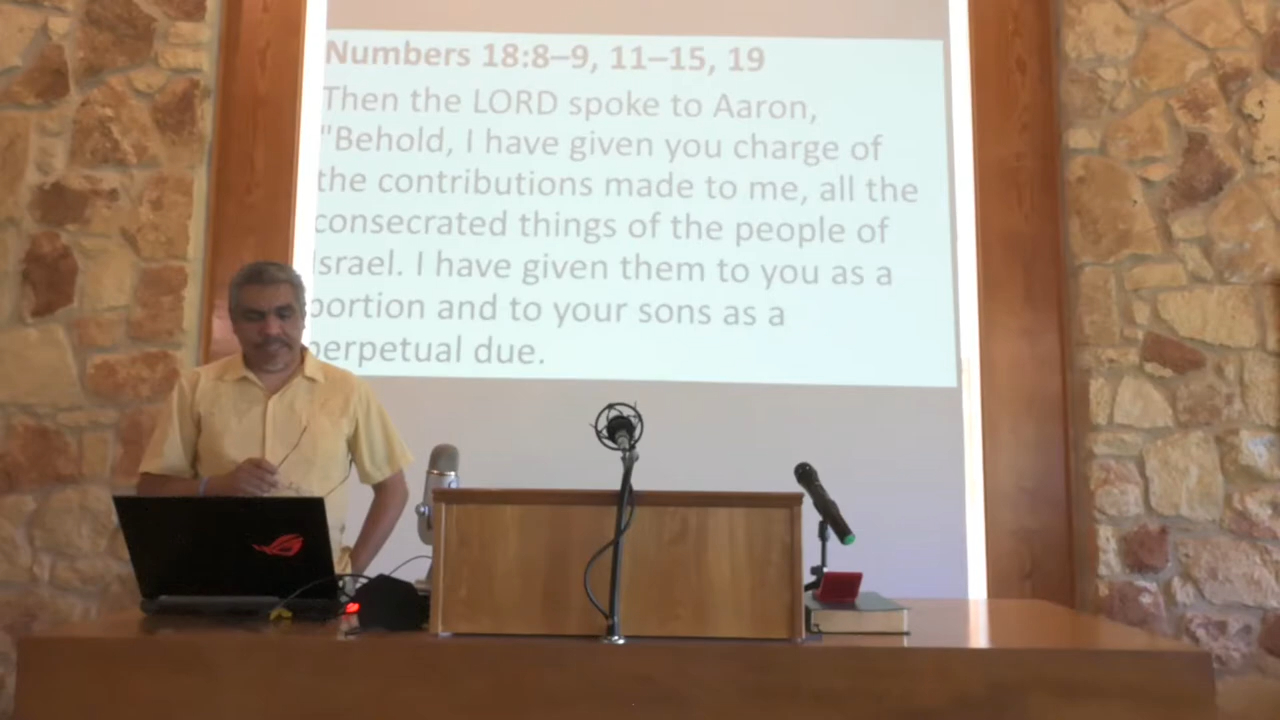 Numbers 18:8–9, 11–15, 19
Then the LORD spoke to Aaron,
"Behold, I have given you charge of
the contributions made to me, all the
consecrated things of the people of
Israel. I have given them to you as a
portion and to your sons as a
perpetual due.